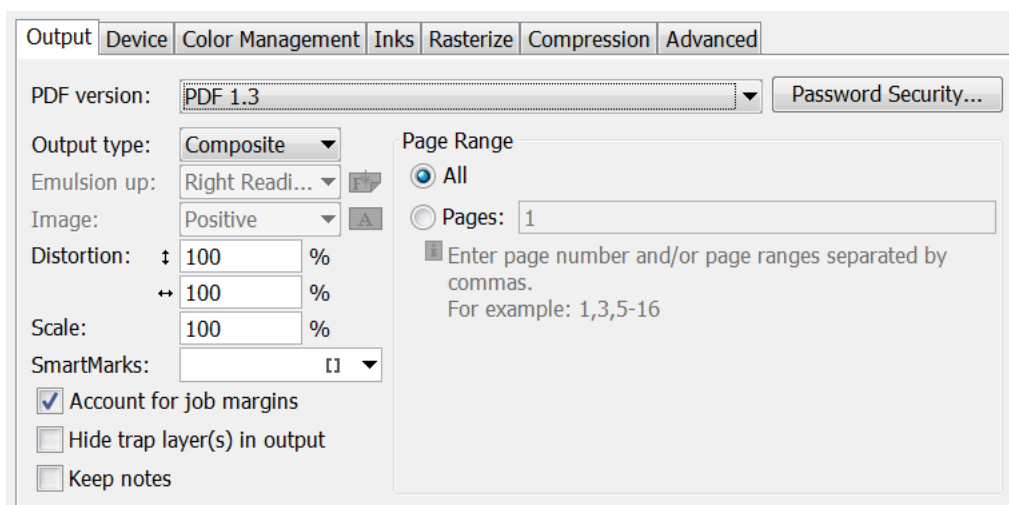 Output Device Color Management Inks Rasterize Compression Advanced
PDF version: PDF 1.3 Password Security...
Output type: Composite
Page Range
Emulsion up: Right Readi...
All
Image: Positive
Pages: 1
Distortion: 100 %
Enter page number and/or page ranges separated by
commas.
100 %
For example: 1,3,5-16
Scale: 100 %
SmartMarks: []
Account for job margins
Hide trap layer(s) in output
Keep notes